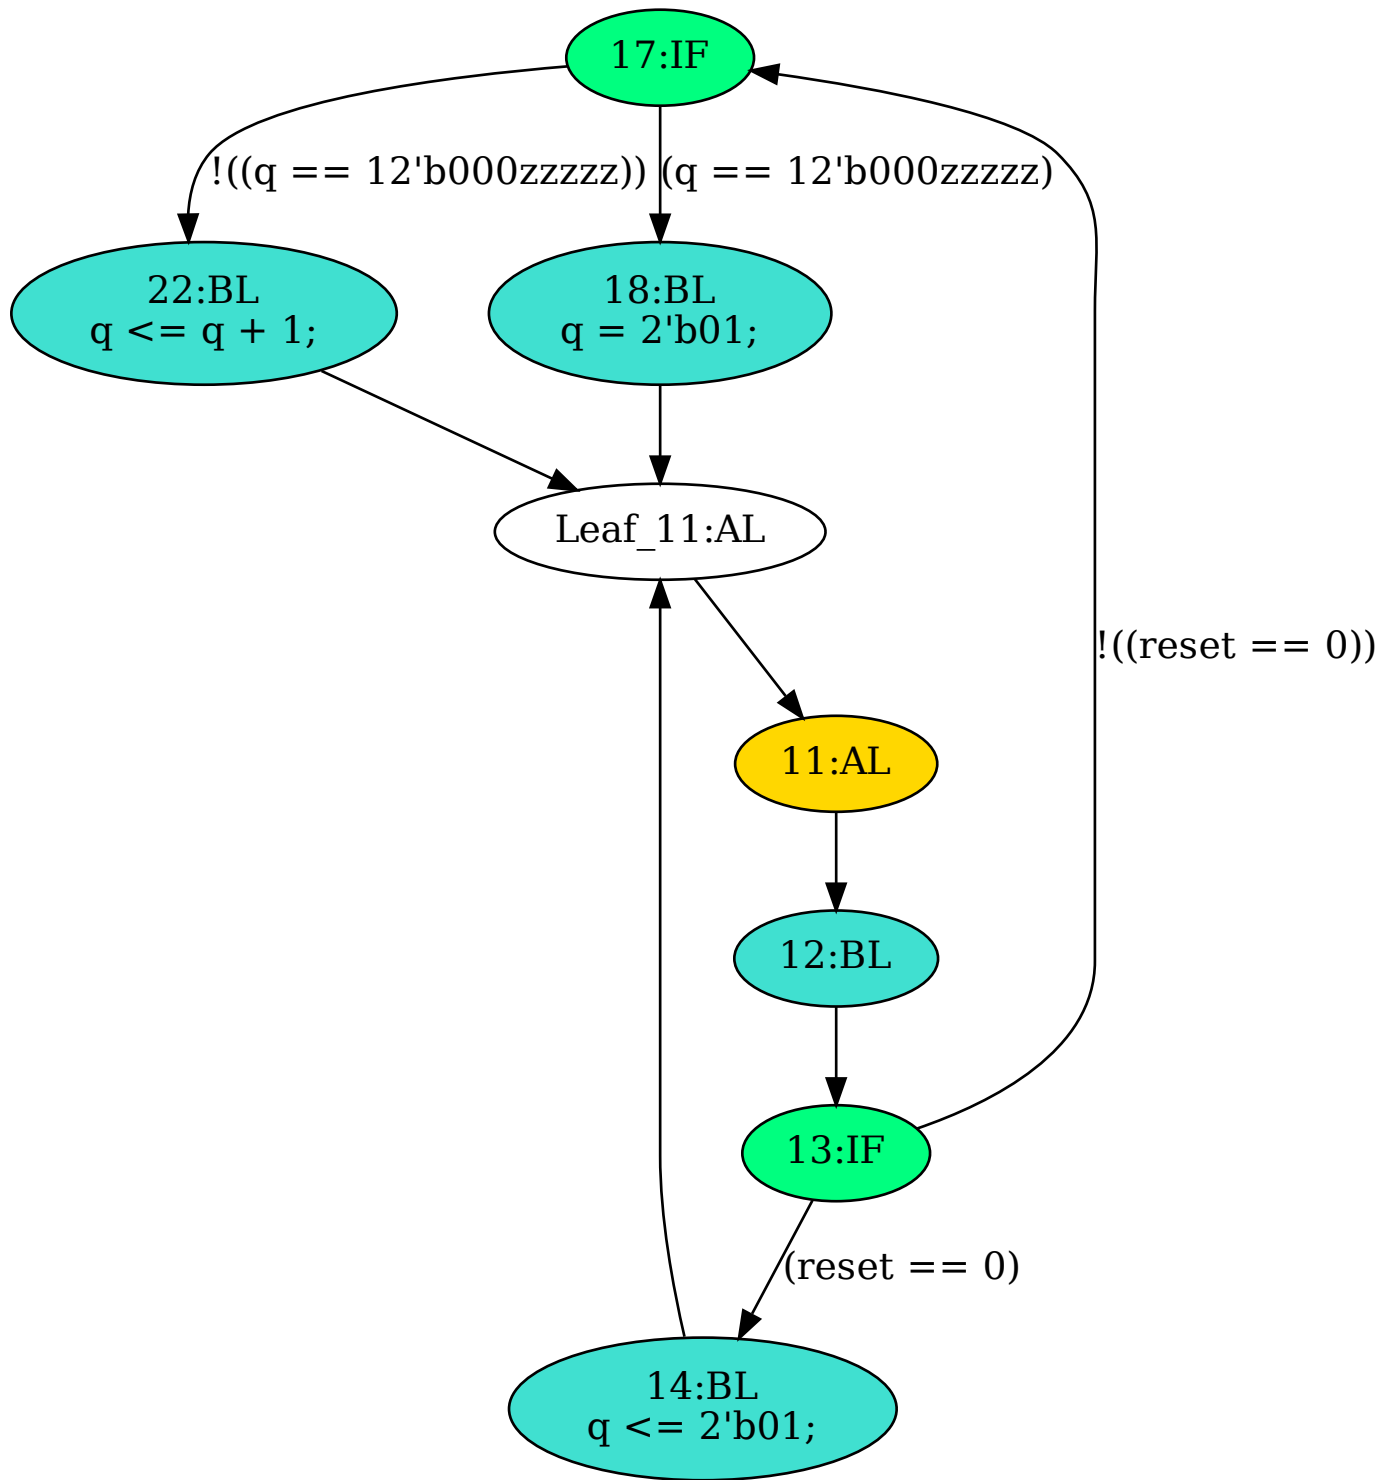 17:IF
!((q == 12'b000zzzzz))
(q == 12'b000zzzzz)
22:BL
q <= q + 1;
18:BL
q = 2'b01;
Leaf_11:AL
!((reset == 0))
11:AL
12:BL
13:IF
(reset == 0)
14:BL
q <= 2'b01;